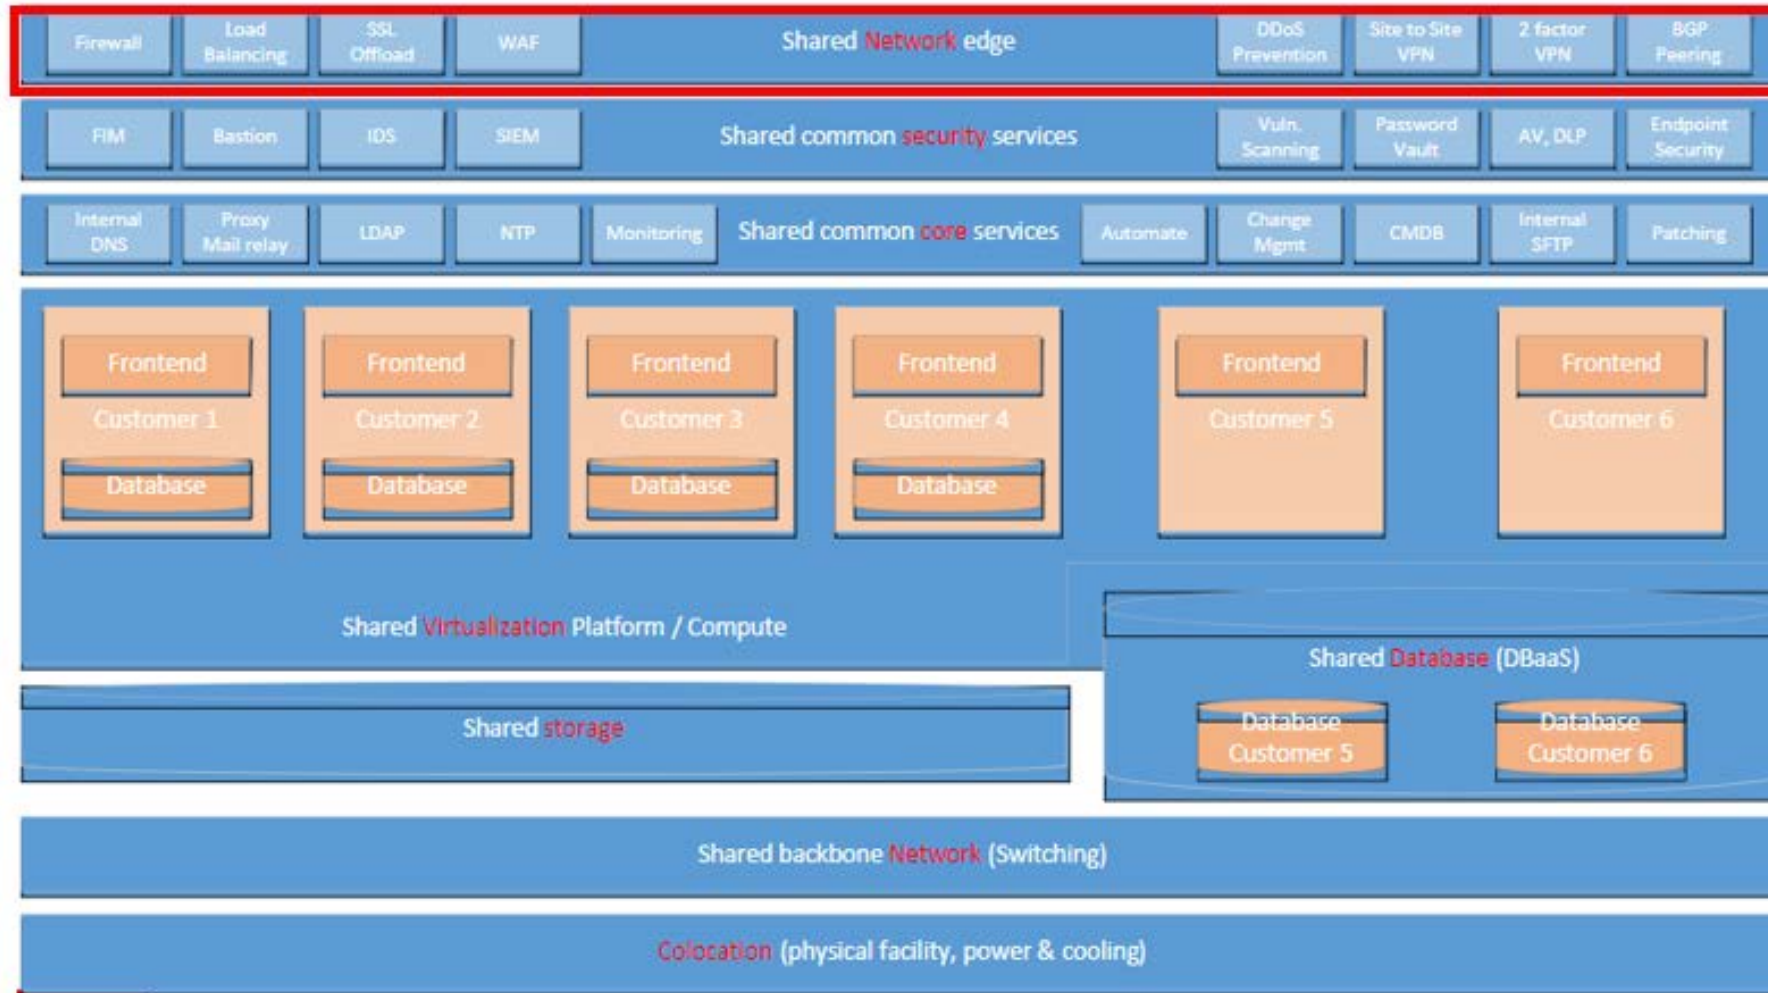 Firewall
Load
Balancing
SSL
Offload
WAF
Shared Network edge
DDoS
Prevention
Site to Site
VPN
2 factor
VPN
BGP
Peering
FIM
Bastion
IDS
SIEM
Shared common security services
Vuln.
Scanning
Password
Vault
AV, DLP
Endpoint
Security
Internal
DNS
Proxy
Mail relay
LDAP
NTP
Monitoring
Shared common core services
Automate
Change
Mgmt
CMDB
Internal
SFTP
Patching
Frontend
Customer 1
Database
Frontend
Customer 2
Database
Frontend
Customer 3
Database
Frontend
Customer 4
Database
Frontend
Customer 5
Frontend
Customer 6
Shared Virtualization Platform / Compute
Shared Database (DBaaS)
Database
Customer 5
Database
Customer 6
Shared storage
Shared backbone Network (Switching)
Colocation (physical facility, power & cooling)